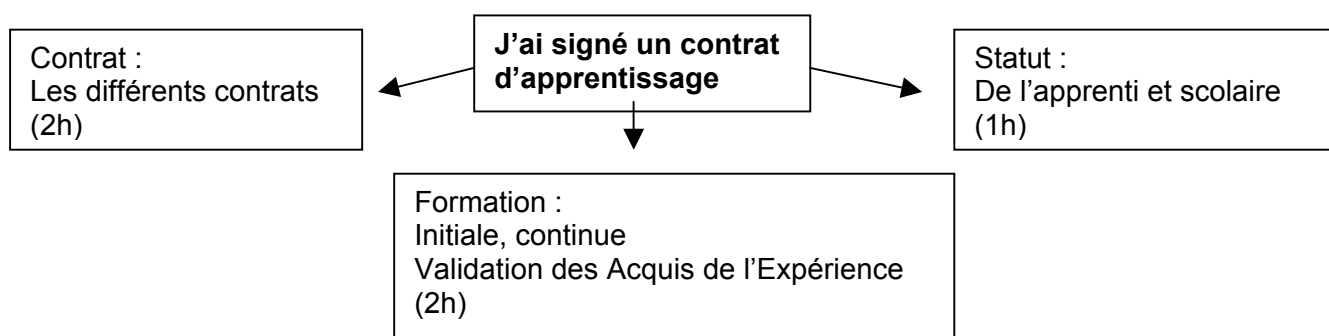 J’ai signé un contrat
d’apprentissage
Contrat :
Les différents contrats
(2h)
Statut :
De l’apprenti et scolaire
(1h)
Formation :
Initiale, continue
Validation des Acquis de l’Expérience
(2h)